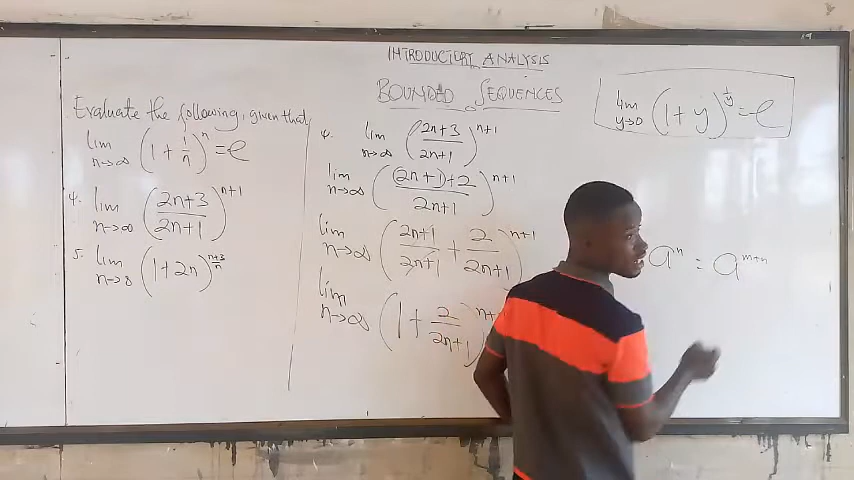 INTRODUCTORY ANALYSIS
BOUNDED SEQUENCES
Evaluate the following, given that
lim n→∞ (1 + 1/n)^n = e
4. lim n→∞ ((2n+3)/(2n+1))^(n+1)
5. lim n→8 (1+2n)^((n+3)/n)
4. lim n→∞ ((2n+3)/(2n+1))^(n+1)
lim n→∞ (((2n+1)+2)/(2n+1))^(n+1)
lim n→∞ ((2n+1)/(2n+1) + 2/(2n+1))^(n+1)
lim n→∞ (1 + 2/(2n+1))^(n+
lim y→0 (1+y)^(1/y) = e
a^n = a^(m+n)